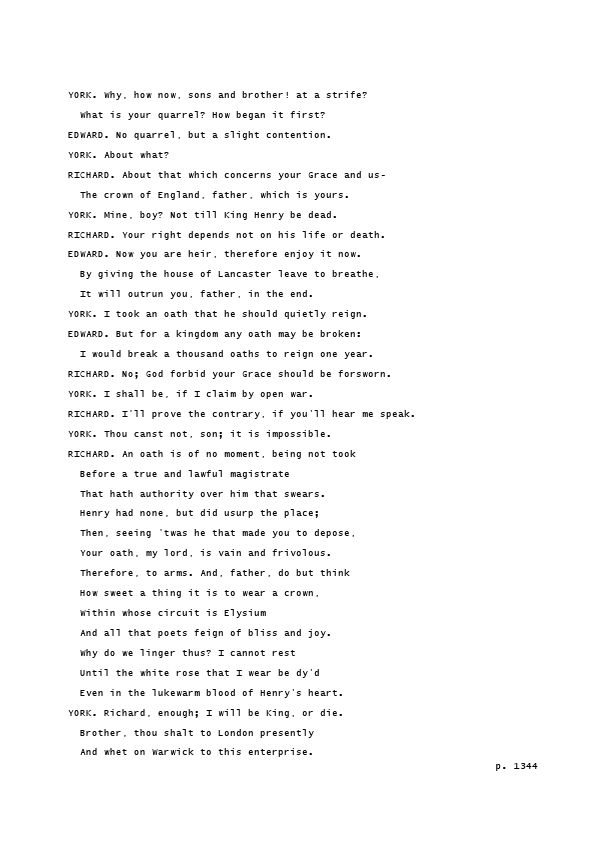 YORK. Why, how now, sons and brother! at a strife?
What is your quarrel? How began it first?
EDWARD. No quarrel, but a slight contention.
YORK. About what?
RICHARD. About that which concerns your Grace and us-
The crown of England, father, which is yours.
YORK. Mine, boy? Not till King Henry be dead.
RICHARD. Your right depends not on his life or death.
EDWARD. Now you are heir, therefore enjoy it now.
By giving the house of Lancaster leave to breathe,
It will outrun you, father, in the end.
YORK. I took an oath that he should quietly reign.
EDWARD. But for a kingdom any oath may be broken:
I would break a thousand oaths to reign one year.
RICHARD. No; God forbid your Grace should be forsworn.
YORK. I shall be, if I claim by open war.
RICHARD. I'll prove the contrary, if you'll hear me speak.
YORK. Thou canst not, son; it is impossible.
RICHARD. An oath is of no moment, being not took
Before a true and lawful magistrate
That hath authority over him that swears.
Henry had none, but did usurp the place;
Then, seeing 'twas he that made you to depose,
Your oath, my lord, is vain and frivolous.
Therefore, to arms. And, father, do but think
How sweet a thing it is to wear a crown,
Within whose circuit is Elysium
And all that poets feign of bliss and joy.
Why do we linger thus? I cannot rest
Until the white rose that I wear be dy'd
Even in the lukewarm blood of Henry's heart.
YORK. Richard, enough; I will be King, or die.
Brother, thou shalt to London presently
And whet on Warwick to this enterprise.
p. 1344